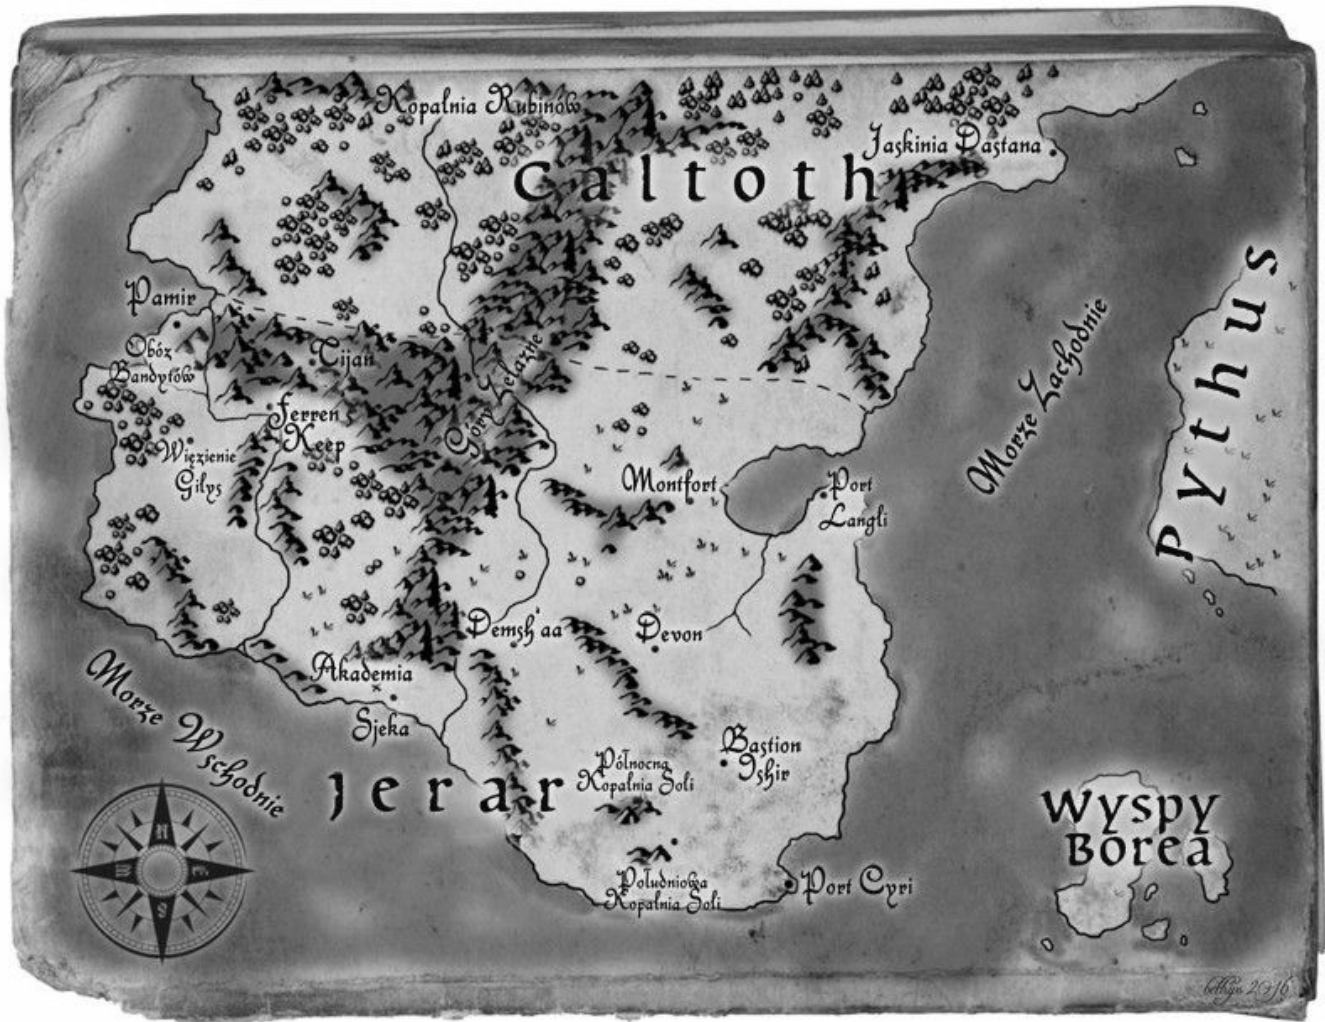 Kopalnia Rubinów
Jaskinia Dastana
Caltoth
Pythus
Pamir
Obóz
Bandytów
Tijan
Góry Żelazne
Morze Zachodnie
Ferren
Keep
Więzienie
Gilys
Montfort
Port
Langli
Demsh'aa
Devon
Akademia
Sjeka
Morze Wschodnie
Jerar
Bastion
Ishir
Północna
Kopalnia Soli
Wyspy
Borea
Południowa
Kopalnia Soli
Port Cyri
N
W
E
S
bethyn 2016